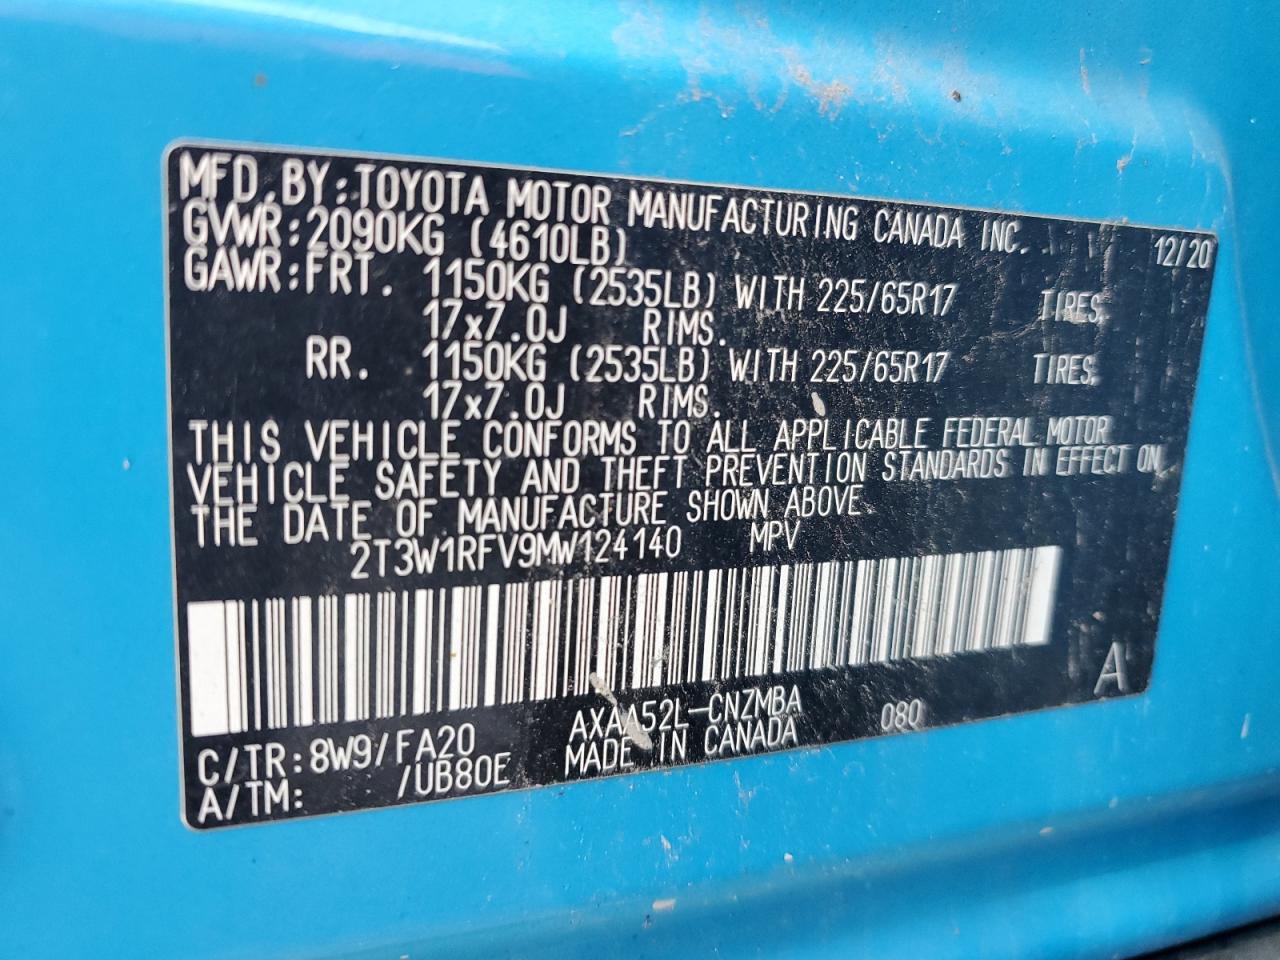 MFD.BY:TOYOTA MOTOR MANUFACTURING CANADA INC. 12/20
GVWR:2090KG (4610LB)
GAWR:FRT. 1150KG (2535LB) WITH 225/65R17 TIRES,
17x7.0J RIMS.
RR. 1150KG (2535LB) WITH 225/65R17 TIRES,
17x7.0J RIMS.
THIS VEHICLE CONFORMS TO ALL APPLICABLE FEDERAL MOTOR
VEHICLE SAFETY AND THEFT PREVENTION STANDARDS IN EFFECT ON
THE DATE OF MANUFACTURE SHOWN ABOVE.
2T3W1RFV9MW124140 MPV
A
C/TR:8W9/FA20 AXAA52L-CNZMBA 080
A/TM: /UB80E MADE IN CANADA